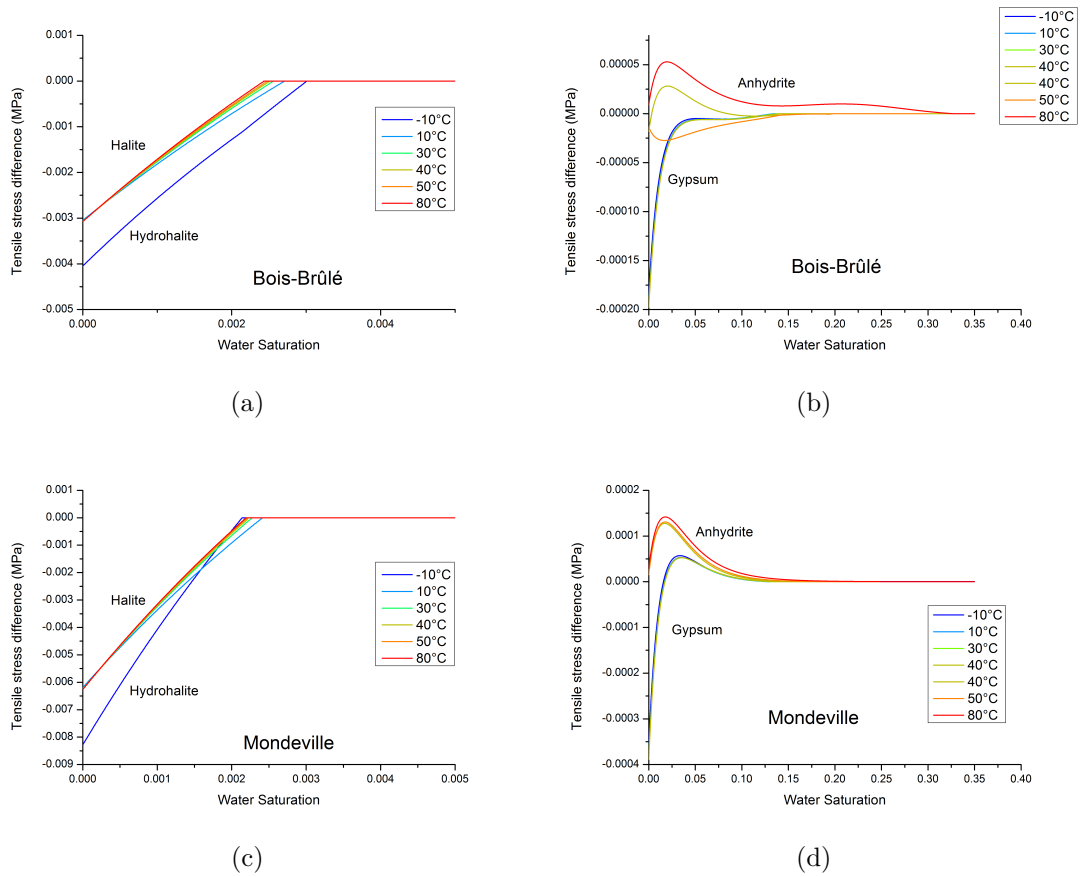 0.001
0.000
-0.001
-0.002
-0.003
-0.004
-0.005
Tensile stress difference (MPa)
Halite
Hydrohalite
-10°C
10°C
30°C
40°C
50°C
80°C
Bois-Brûlé
0.000
0.002
0.004
Water Saturation
(a)
0.00005
0.00000
-0.00005
-0.00010
-0.00015
-0.00020
Tensile stress difference (MPa)
Anhydrite
Gypsum
-10°C
10°C
30°C
40°C
40°C
50°C
80°C
Bois-Brûlé
0.00
0.05
0.10
0.15
0.20
0.25
0.30
0.35
0.40
Water Saturation
(b)
0.001
0.000
-0.001
-0.002
-0.003
-0.004
-0.005
-0.006
-0.007
-0.008
-0.009
Tensile stress difference (MPa)
Halite
Hydrohalite
-10°C
10°C
30°C
40°C
50°C
80°C
Mondeville
0.000
0.001
0.002
0.003
0.004
0.005
Water Saturation
(c)
0.0002
0.0001
0.0000
-0.0001
-0.0002
-0.0003
-0.0004
Tensile stress difference (MPa)
Anhydrite
Gypsum
-10°C
10°C
30°C
40°C
40°C
50°C
80°C
Mondeville
0.00
0.05
0.10
0.15
0.20
0.25
0.30
0.35
0.40
Water Saturation
(d)